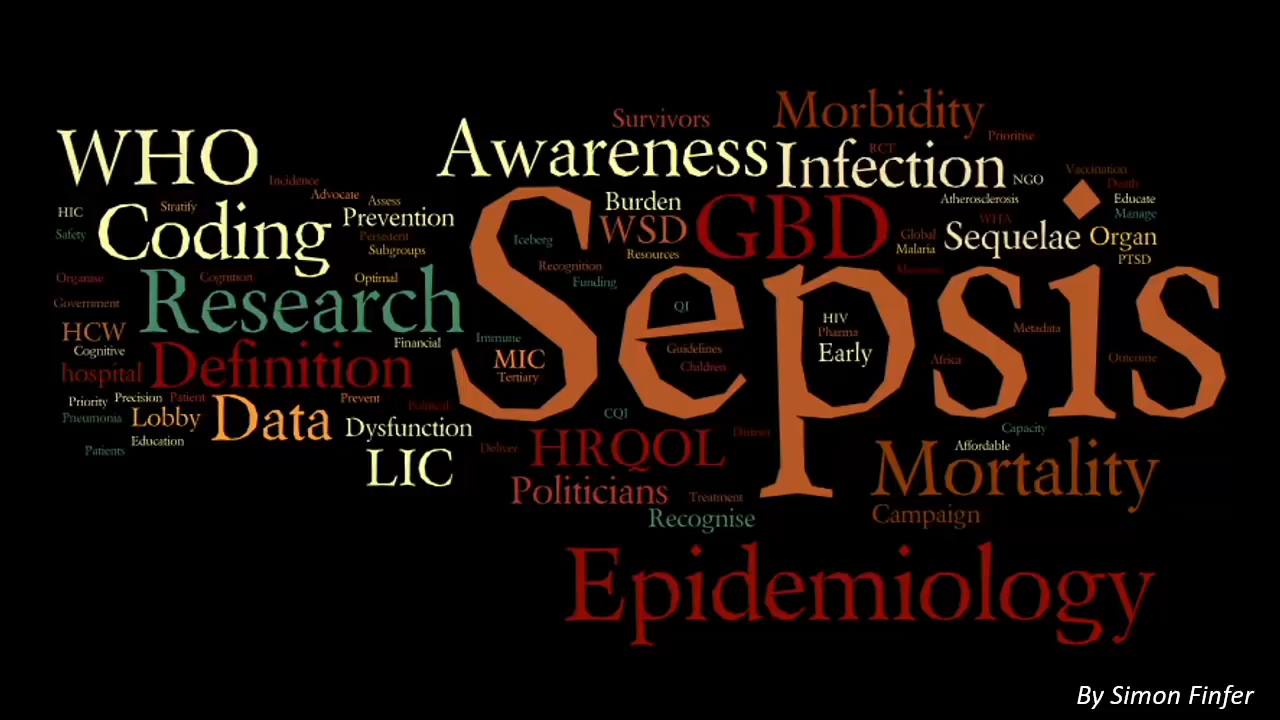 Morbidity
Survivors
WHO
Awareness
Prioritise
RCT
Infection
Vaccination
Incidence
NGO
Death
Advocate
Assess
Burden
Atherosclerosis
Educate
HIC
Stratify
Coding
Prevention
Sepsis
WSD
GBD
WHA
Manage
Safety
Persistent
Subgroups
Iceberg
Resources
Global
Malaria
Sequelae
Organ
PTSD
Organise
Cognition
Optimal
Recognition
Funding
Government
Research
QI
HIV
Pharma
Metadata
HCW
Cognitive
Financial
Immune
MIC
Tertiary
Guidelines
Children
Early
Africa
Outcome
hospital
Definition
Priority
Precision
Patient
Prevent
Political
Pneumonia
Lobby
Data
Dysfunction
CQI
Capacity
Education
Patients
LIC
Deliver
HRQOL
Affordable
Mortality
Politicians
Treatment
Recognise
Campaign
Epidemiology
By Simon Finfer